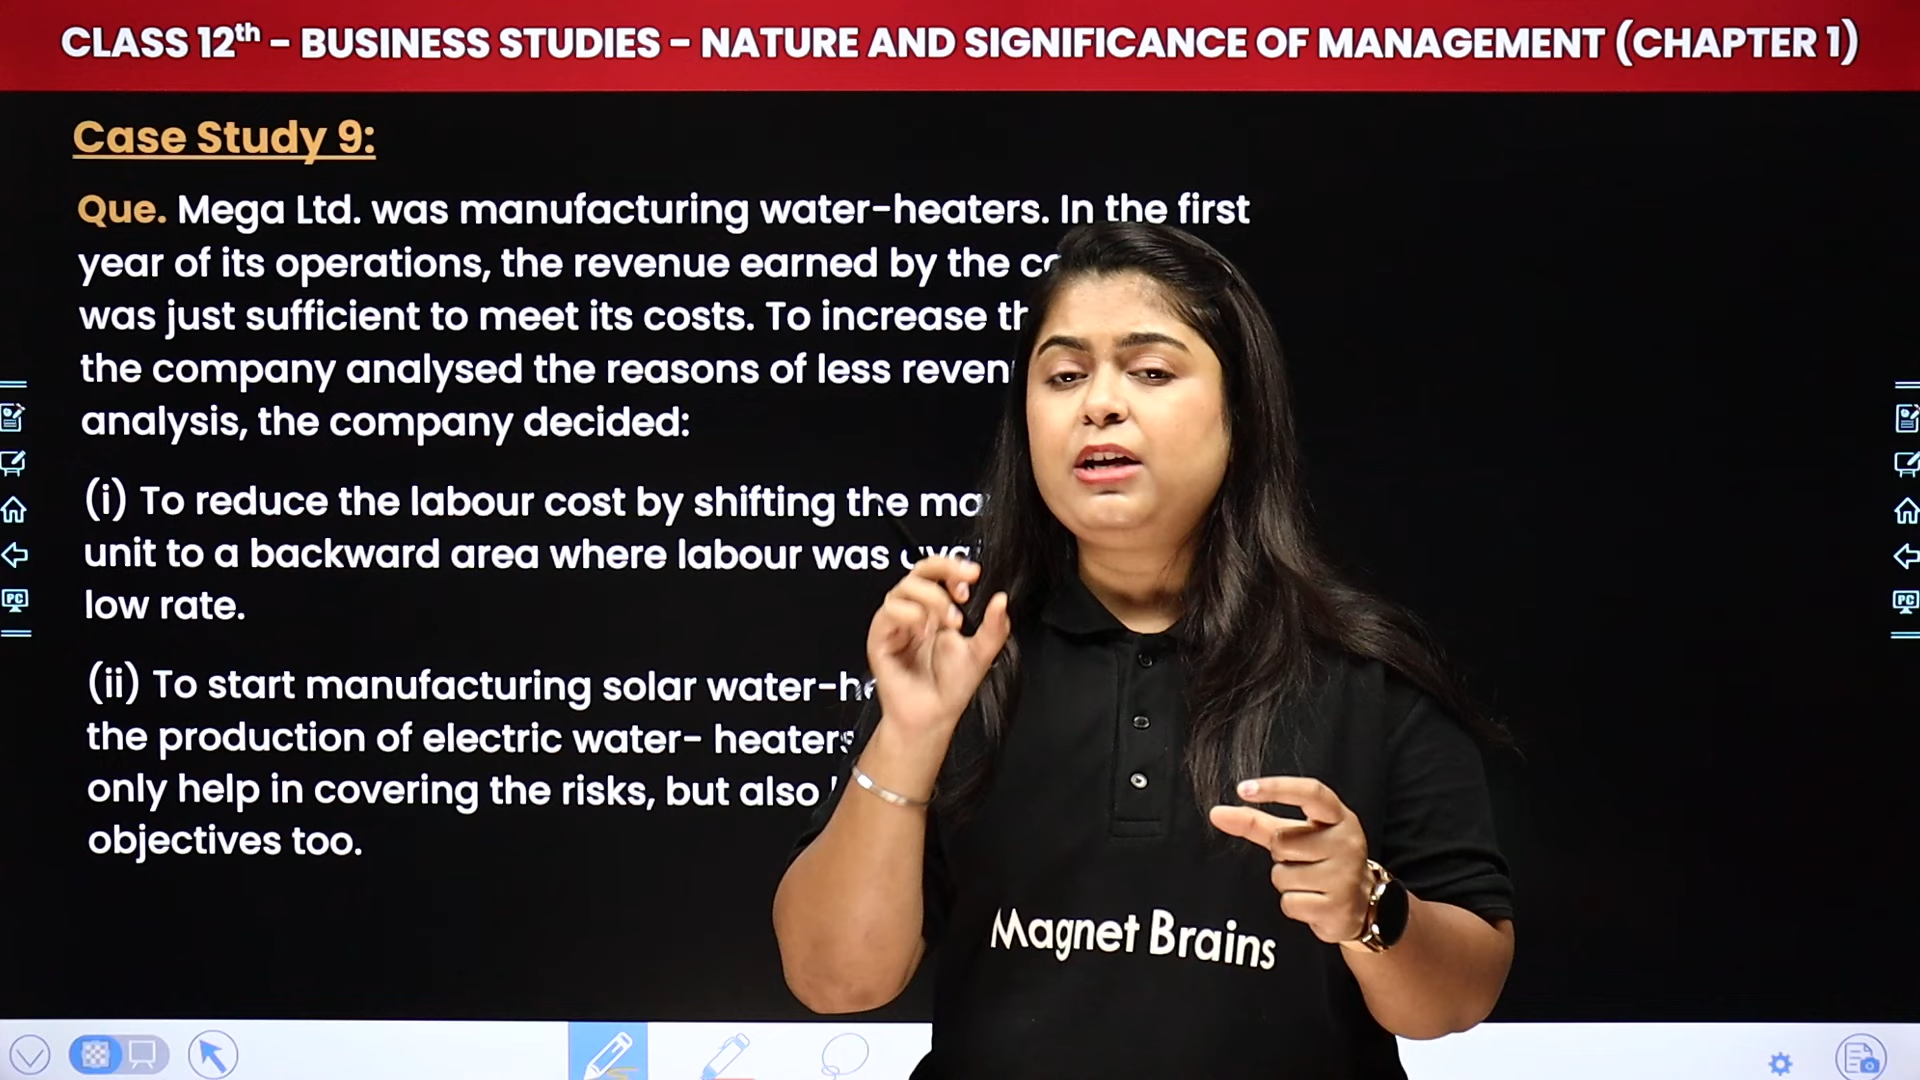 CLASS 12th – BUSINESS STUDIES – NATURE AND SIGNIFICANCE OF MANAGEMENT (CHAPTER 1)
Case Study 9:
Que. Mega Ltd. was manufacturing water-heaters. In the first
year of its operations, the revenue earned by the
was just sufficient to meet its costs. To increase
the company analysed the reasons of less
analysis, the company decided:
(i) To reduce the labour cost by shifting the
unit to a backward area where labour was
low rate.
(ii) To start manufacturing solar
the production of electric water- heaters
only help in covering the risks, but also
objectives too.
Magnet Brains
PC
PC